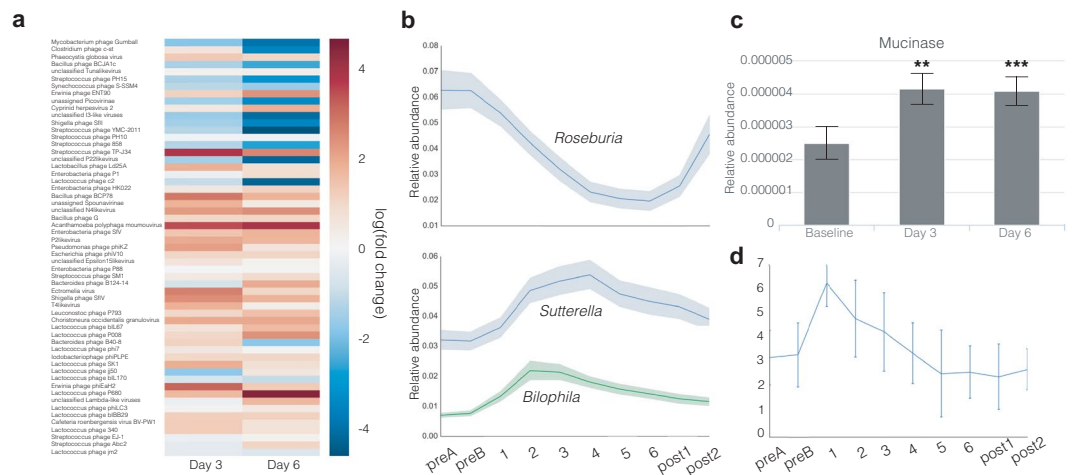 a
Mycobacterium phage Gumball
Clostridium phage c-st
Phaeocystis globosa virus
Bacillus phage BCJA1c
unclassified Tunalikevirus
Streptococcus phage PH15
Synechococcus phage S-SSM4
Erwinia phage ENT90
unassigned Picovirinae
Cyprinid herpesvirus 2
unclassified I3-like viruses
Shigella phage SfII
Streptococcus phage YMC-2011
Streptococcus phage PH10
Streptococcus phage 858
Streptococcus phage TP-J34
unclassified P22likevirus
Lactobacillus phage Ld25A
Enterobacteria phage P1
Lactococcus phage c2
Enterobacteria phage HK022
Bacillus phage BCP78
unassigned Spounavirinae
unclassified N4likevirus
Bacillus phage G
Acanthamoeba polyphaga moumouvirus
Enterobacteria phage SfV
P2likevirus
Pseudomonas phage phiKZ
Escherichia phage phiV10
unclassified Epsilon15likevirus
Enterobacteria phage P88
Streptococcus phage SM1
Bacteroides phage B124-14
Ectromelia virus
Shigella phage SfIV
T4likevirus
Leuconostoc phage P793
Choristoneura occidentalis granulovirus
Lactococcus phage bIL67
Lactococcus phage P008
Bacteroides phage B40-8
Lactococcus phage phi7
Iodobacteriophage phiPLPE
Lactococcus phage SK1
Lactococcus phage jj50
Lactococcus phage bIL170
Erwinia phage phiEaH2
Lactococcus phage P680
unclassified Lambda-like viruses
Lactococcus phage phiLC3
Lactococcus phage bIBB29
Cafeteria roenbergensis virus BV-PW1
Lactococcus phage 340
Streptococcus phage EJ-1
Streptococcus phage Abc2
Lactococcus phage jm2
Day 3
Day 6
4
2
0
-2
-4
log(fold change)
b
0.08
0.07
0.06
0.05
0.04
0.03
0.02
0.01
Relative abundance
Roseburia
0.06
0.05
0.04
0.03
0.02
0.01
0.00
Relative abundance
Sutterella
Bilophila
preA
preB
1
2
3
4
5
6
post1
post2
c
Mucinase
0.000005
0.000004
0.000003
0.000002
0.000001
0
Relative abundance
**
***
Baseline
Day 3
Day 6
d
7
6
5
4
3
2
1
0
preA
preB
1
2
3
4
5
6
post1
post2